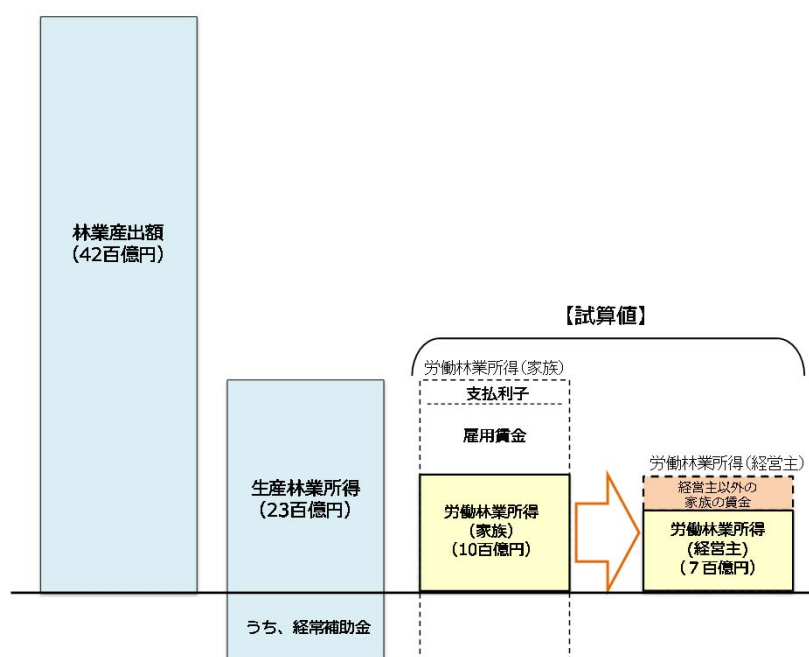 林業産出額
(42百億円)
【試算値】
労働林業所得(家族)
支払利子
雇用賃金
生産林業所得
(23百億円)
労働林業所得
(家族)
(10百億円)
労働林業所得(経営主)
経営主以外の
家族の賃金
労働林業所得
(経営主)
(7百億円)
うち、経常補助金